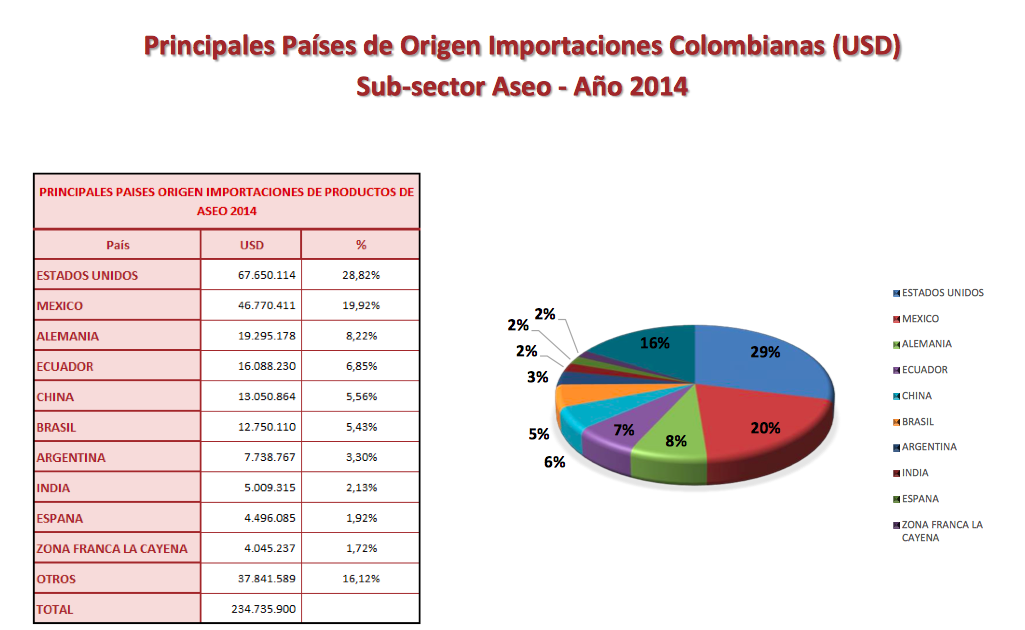 Principales Países de Origen Importaciones Colombianas (USD)
Sub-sector Aseo - Año 2014
PRINCIPALES PAISES ORIGEN IMPORTACIONES DE PRODUCTOS DE
ASEO 2014
País USD %
ESTADOS UNIDOS 67.650.114 28,82%
MEXICO 46.770.411 19,92%
ALEMANIA 19.295.178 8,22%
ECUADOR 16.088.230 6,85%
CHINA 13.050.864 5,56%
BRASIL 12.750.110 5,43%
ARGENTINA 7.738.767 3,30%
INDIA 5.009.315 2,13%
ESPANA 4.496.085 1,92%
ZONA FRANCA LA CAYENA 4.045.237 1,72%
OTROS 37.841.589 16,12%
TOTAL 234.735.900
29%
20%
8%
7%
6%
5%
3%
2%
2%
2%
16%
ESTADOS UNIDOS
MEXICO
ALEMANIA
ECUADOR
CHINA
BRASIL
ARGENTINA
INDIA
ESPANA
ZONA FRANCA LA
CAYENA